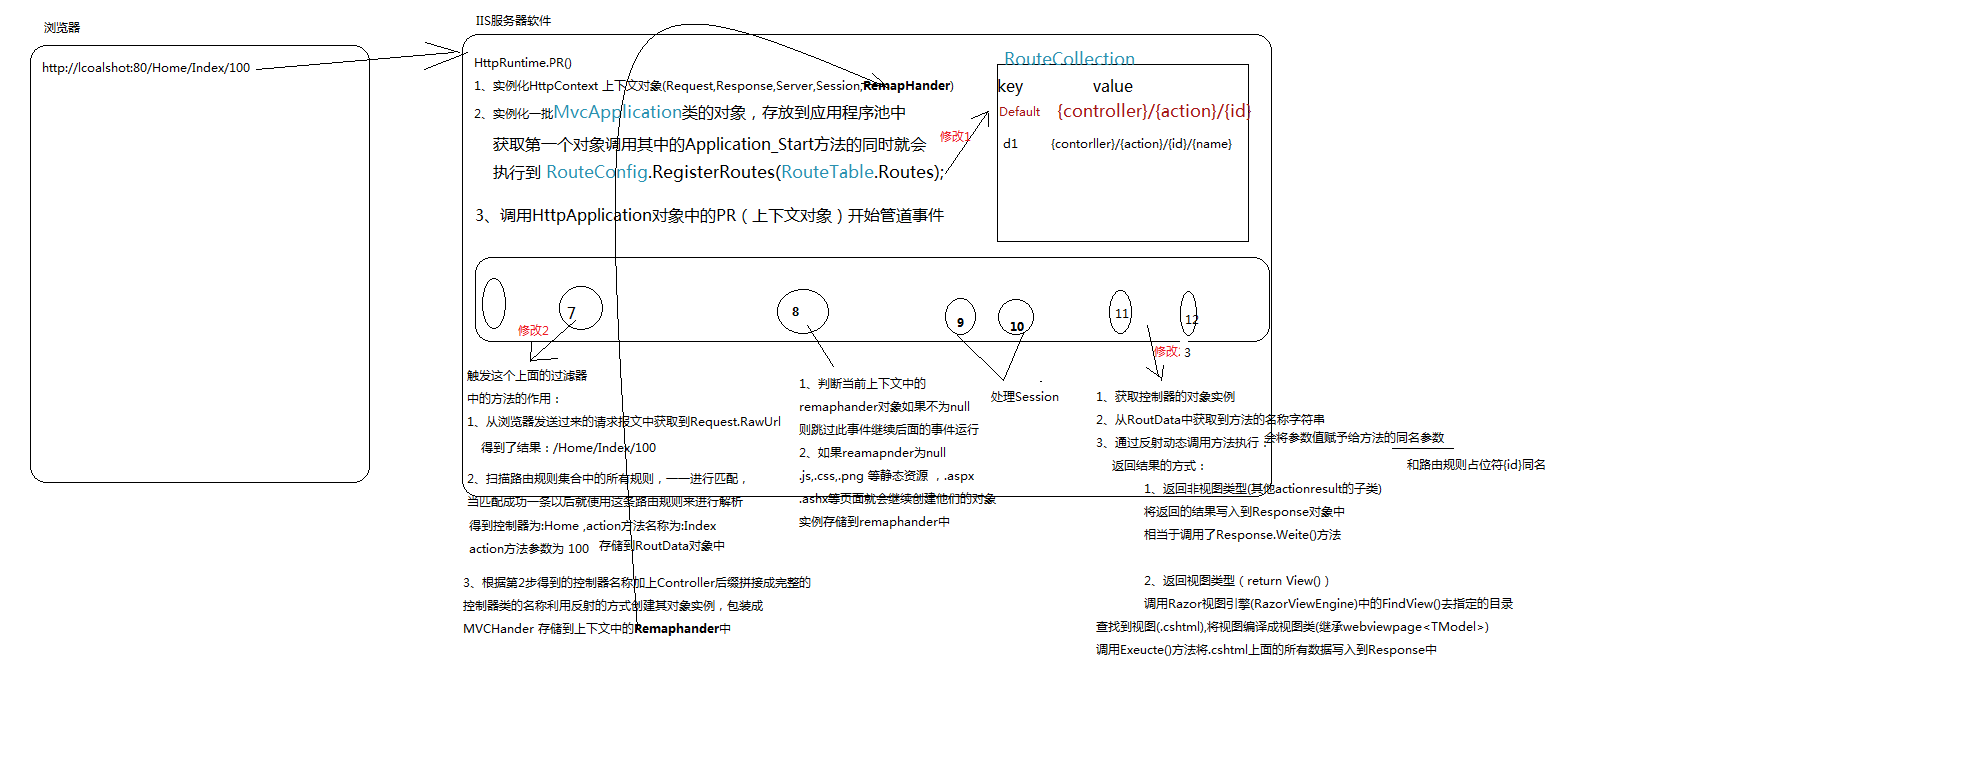 浏览器
http://lcoalshot:80/Home/Index/100
IIS服务器软件
HttpRuntime.PR()
1、实例化HttpContext 上下文对象(Request,Response,Server,Session,RemapHander)
2、实例化一批MvcApplication类的对象，存放到应用程序池中
获取第一个对象调用其中的Application_Start方法的同时就会
执行到 RouteConfig.RegisterRoutes(RouteTable.Routes);
3、调用HttpApplication对象中的PR（上下文对象）开始管道事件
修改1
RouteCollection
key value
Default {controller}/{action}/{id}
d1 {contorller}/{action}/{id}/{name}
7
8
9
10
11
12
修改2
修改
3
触发这个上面的过滤器
中的方法的作用：
1、从浏览器发送过来的请求报文中获取到Request.RawUrl
得到了结果：/Home/Index/100
2、扫描路由规则集合中的所有规则，一一进行匹配，
当匹配成功一条以后就使用这条路由规则来进行解析
得到控制器为:Home ,action方法名称为:Index
action方法参数为 100 存储到RoutData对象中
3、根据第2步得到的控制器名称加上Controller后缀拼接成完整的
控制器类的名称利用反射的方式创建其对象实例，包装成
MVCHander 存储到上下文中的Remaphander中
1、判断当前上下文中的
remaphander对象如果不为null
则跳过此事件继续后面的事件运行
2、如果reamapnder为null
.js,.css,.png 等静态资源 ，.aspx
.ashx等页面就会继续创建他们的对象
实例存储到remaphander中
处理Session
1、获取控制器的对象实例
2、从RoutData中获取到方法的名称字符串
3、通过反射动态调用方法执行；会将参数值赋予给方法的同名参数
和路由规则占位符{id}同名
返回结果的方式：
1、返回非视图类型(其他actionresult的子类)
将返回的结果写入到Response对象中
相当于调用了Response.Weite()方法
2、返回视图类型（return View()）
调用Razor视图引擎(RazorViewEngine)中的FindView()去指定的目录
查找到视图(.cshtml),将视图编译成视图类(继承webviewpage<TModel>)
调用Exeucte()方法将.cshtml上面的所有数据写入到Response中